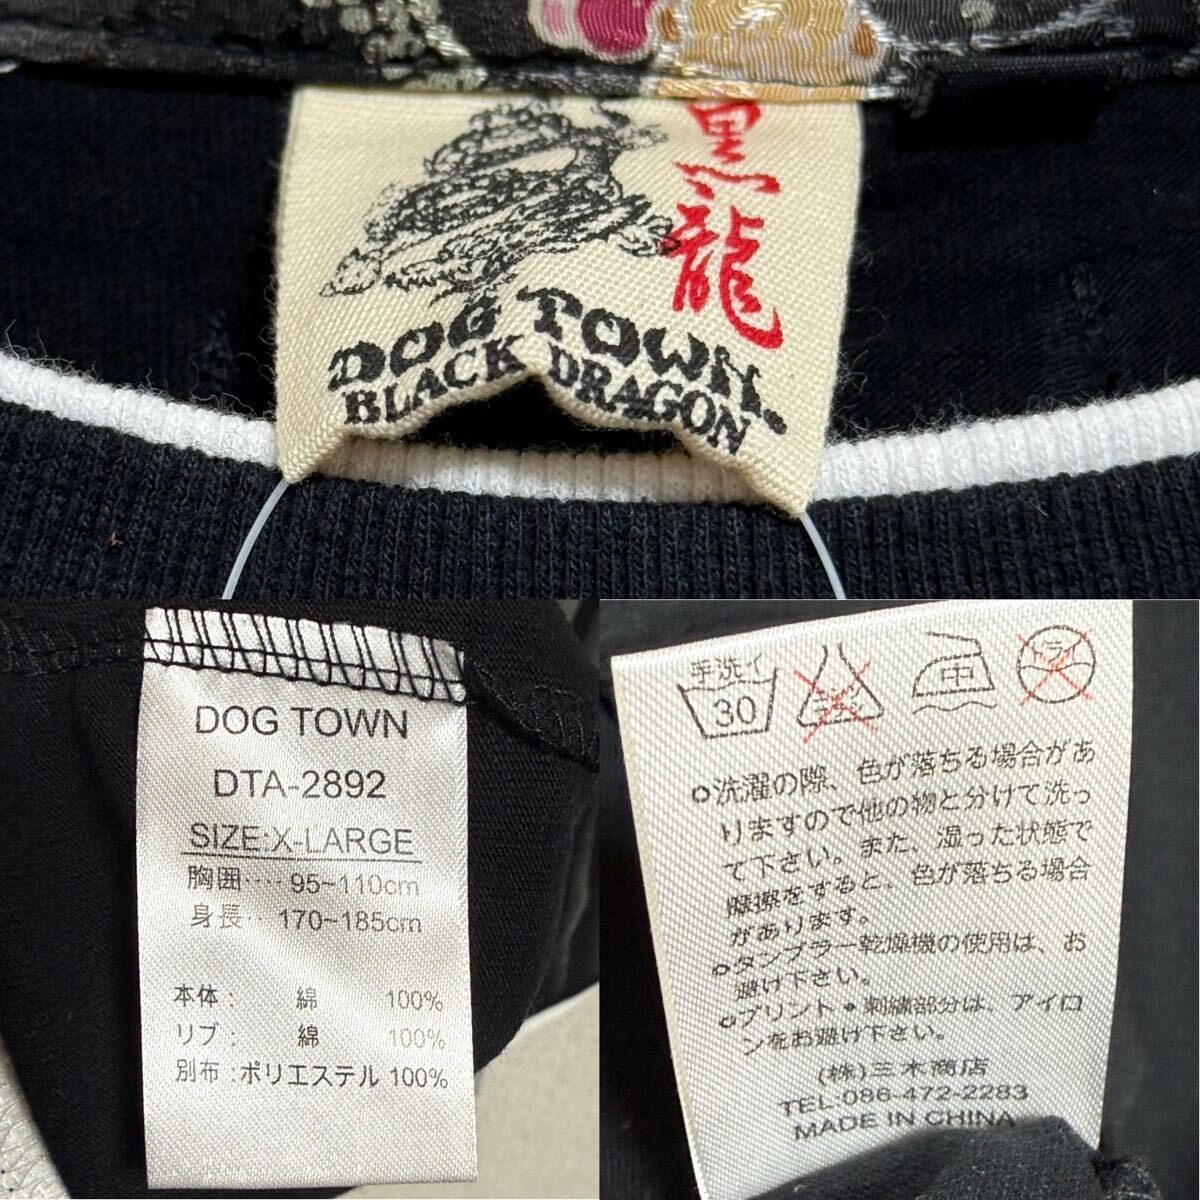 黒龍
DOG TOWN.
BLACK DRAGON
DOG TOWN
DTA-2892
SIZE:X-LARGE
胸囲‥‥95~110cm
身長‥170~185cm
本体： 綿 100%
リブ： 綿 100%
別布：ポリエステル 100%
手洗イ
30
エンソ
中
ドライ
洗濯の際、色が落ちる場合があ
りますので他の物と分けて洗っ
て下さい。また、湿った状態で
摩擦をすると、色が落ちる場合
があります。
タンブラー乾燥機の使用は、お
避け下さい。
プリント・刺繍部分は、アイロ
ンをお避け下さい。
(株)三木商店
TEL:086-472-2283
MADE IN CHINA